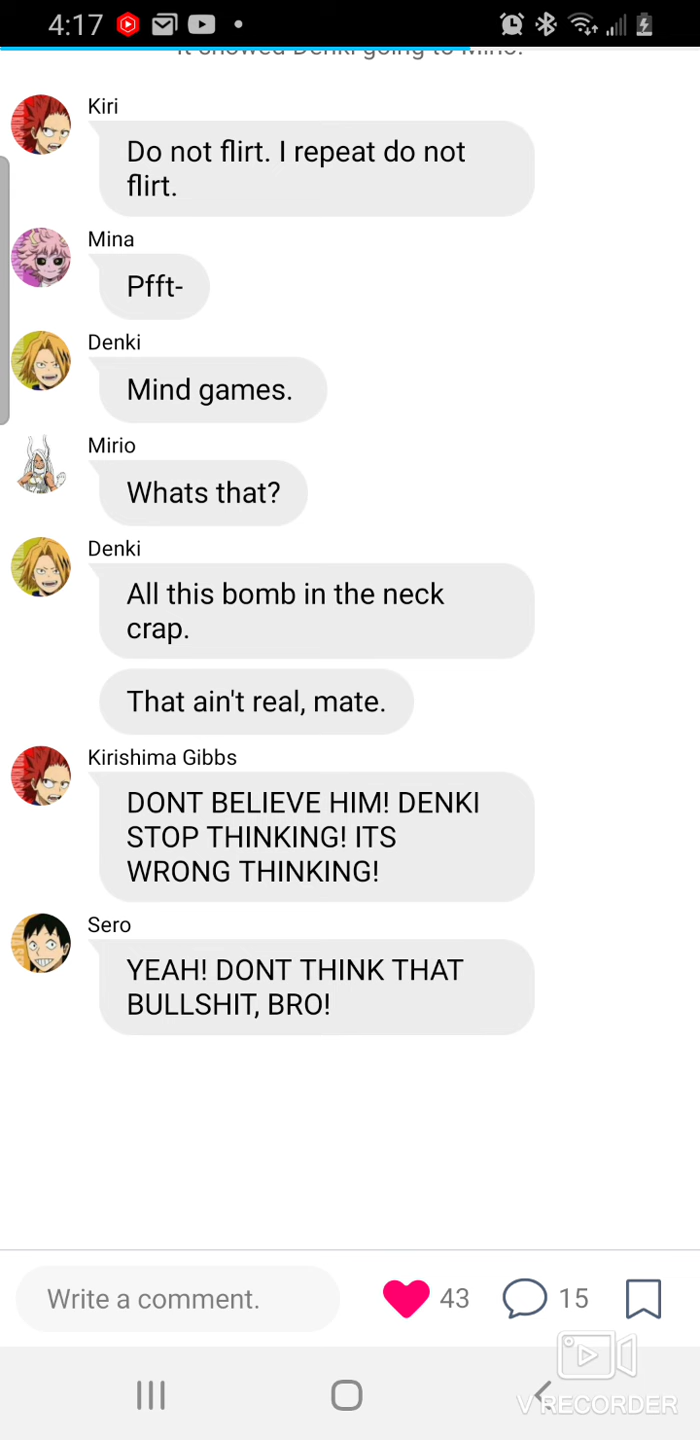 4:17
Kiri
Do not flirt. I repeat do not
flirt.
Mina
Pfft-
Denki
Mind games.
Mirio
Whats that?
Denki
All this bomb in the neck
crap.
That ain't real, mate.
Kirishima Gibbs
DONT BELIEVE HIM! DENKI
STOP THINKING! ITS
WRONG THINKING!
Sero
YEAH! DONT THINK THAT
BULLSHIT, BRO!
Write a comment.
43
15
V RECORDER